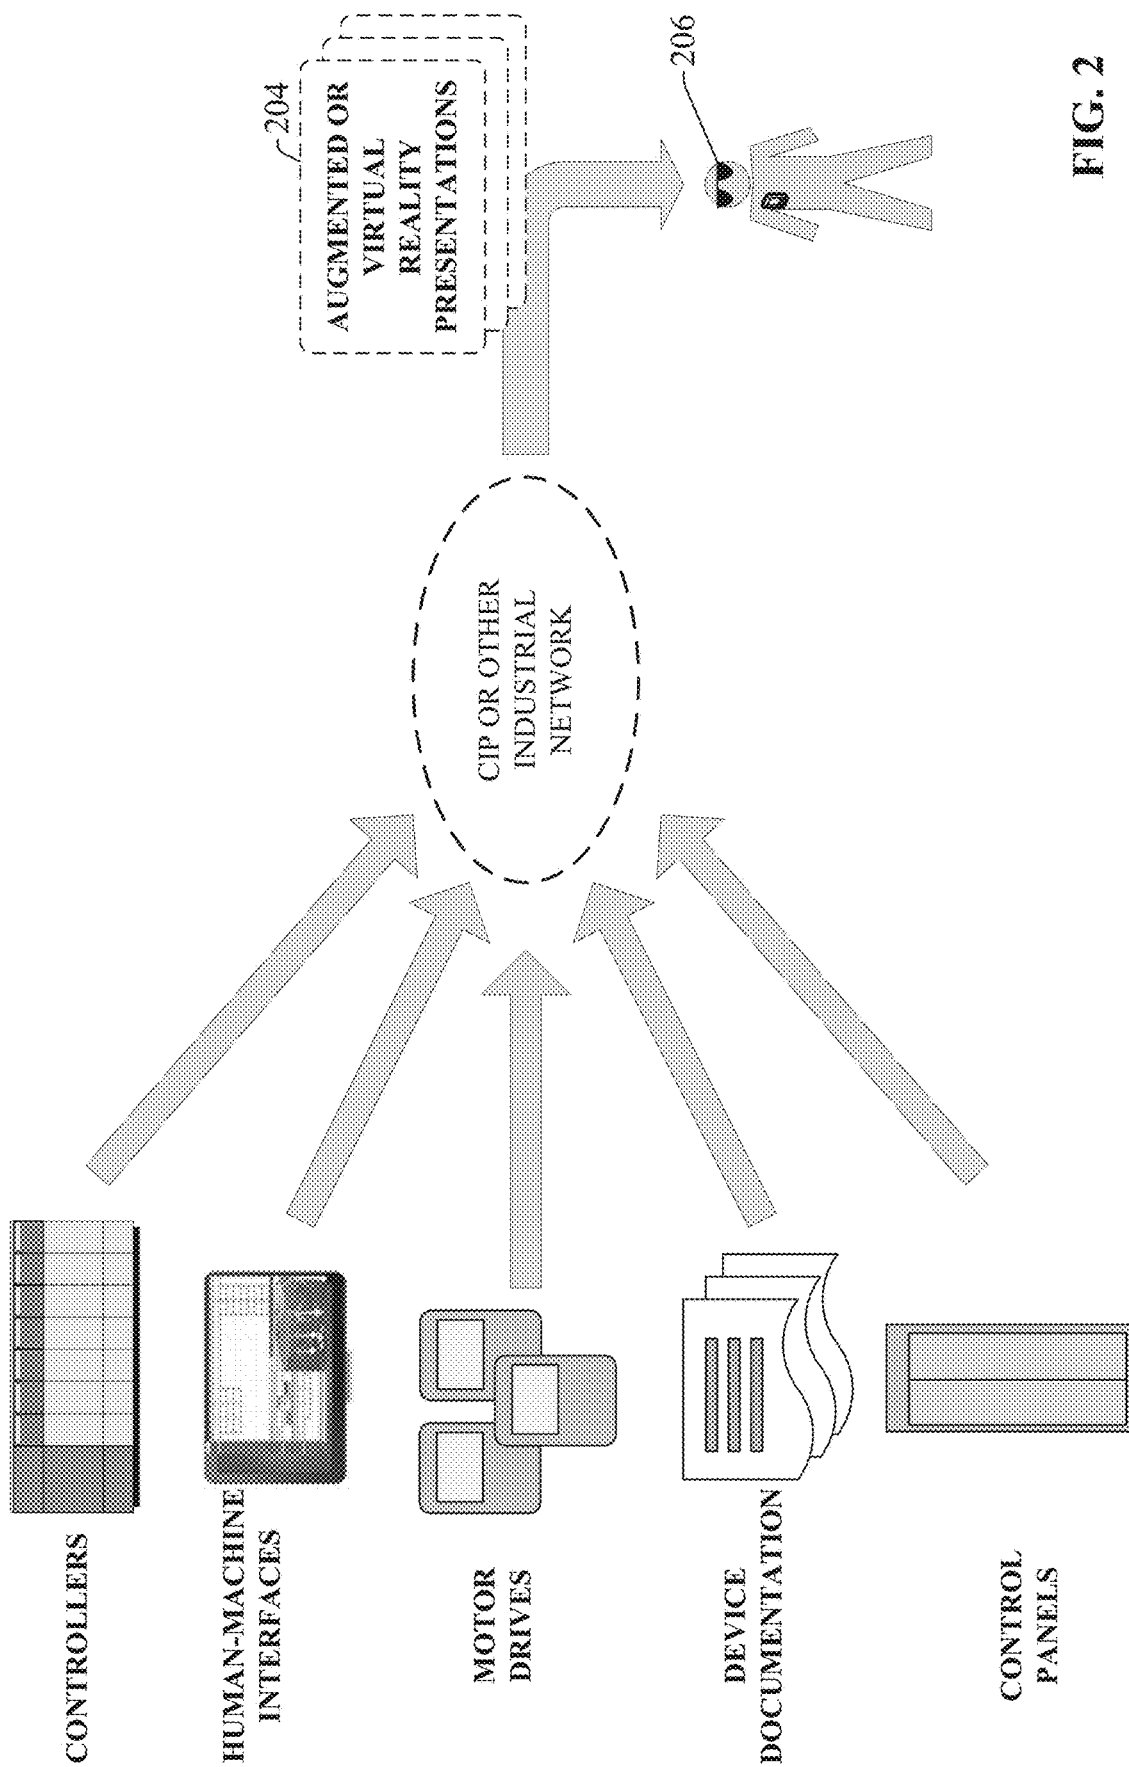 CONTROLLERS
HUMAN-MACHINE
INTERFACES
MOTOR
DRIVES
DEVICE
DOCUMENTATION
CONTROL
PANELS
CIP OR OTHER
INDUSTRIAL
NETWORK
204
AUGMENTED OR
VIRTUAL
REALITY
PRESENTATIONS
206
FIG. 2